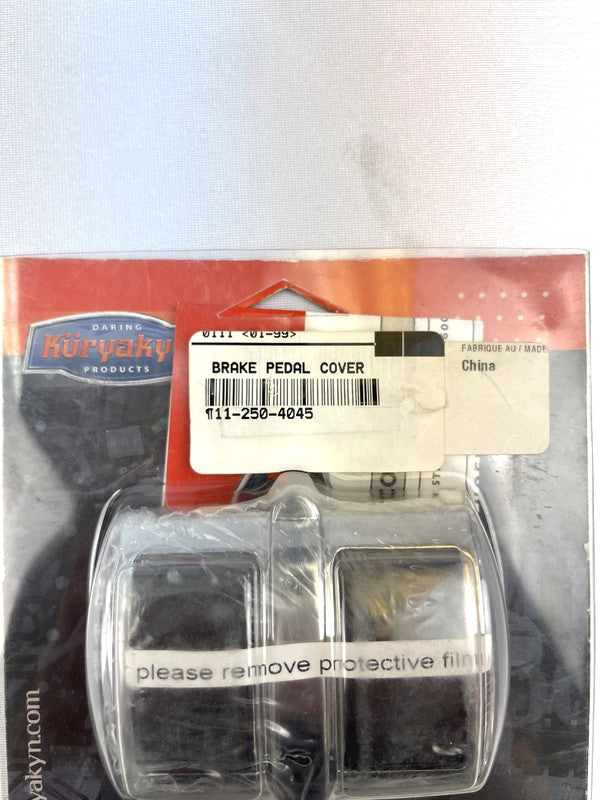 DARING
Küryaky
PRODUCTS
0111 <01-99>
BRAKE PEDAL COVER
¶11-250-4045
FABRIQUE AU / MADE
China
please remove protective film
yakyn.com